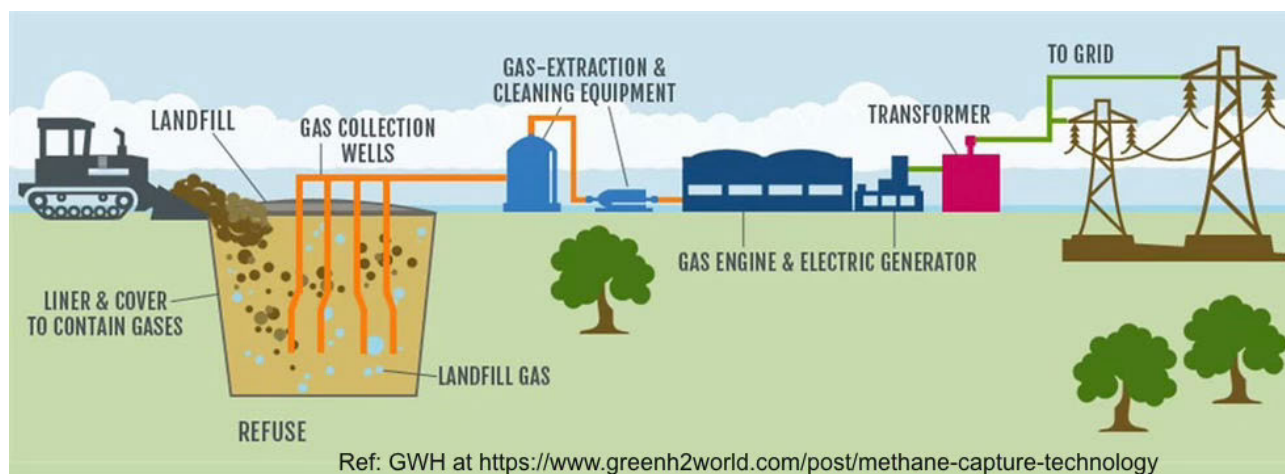 TO GRID
GAS-EXTRACTION &
CLEANING EQUIPMENT
LANDFILL
GAS COLLECTION
WELLS
TRANSFORMER
GAS ENGINE & ELECTRIC GENERATOR
LINER & COVER
TO CONTAIN GASES
LANDFILL GAS
REFUSE
Ref: GWH at https://www.greenh2world.com/post/methane-capture-technology